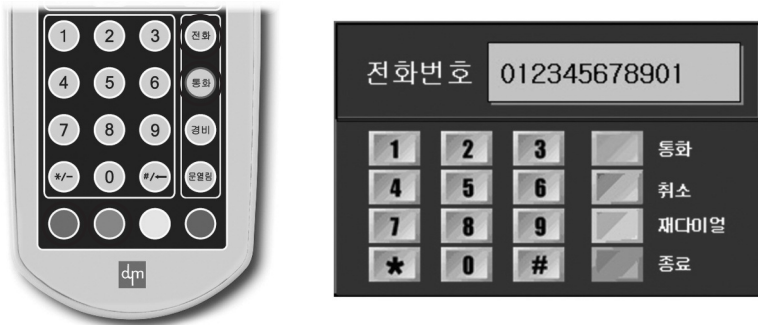 1 2 3 전화
4 5 6 통화
7 8 9 경비
*/- 0 #/← 문열림
dm
전화번호 012345678901
1 2 3 통화
4 5 6 취소
7 8 9 재다이얼
* 0 # 종료